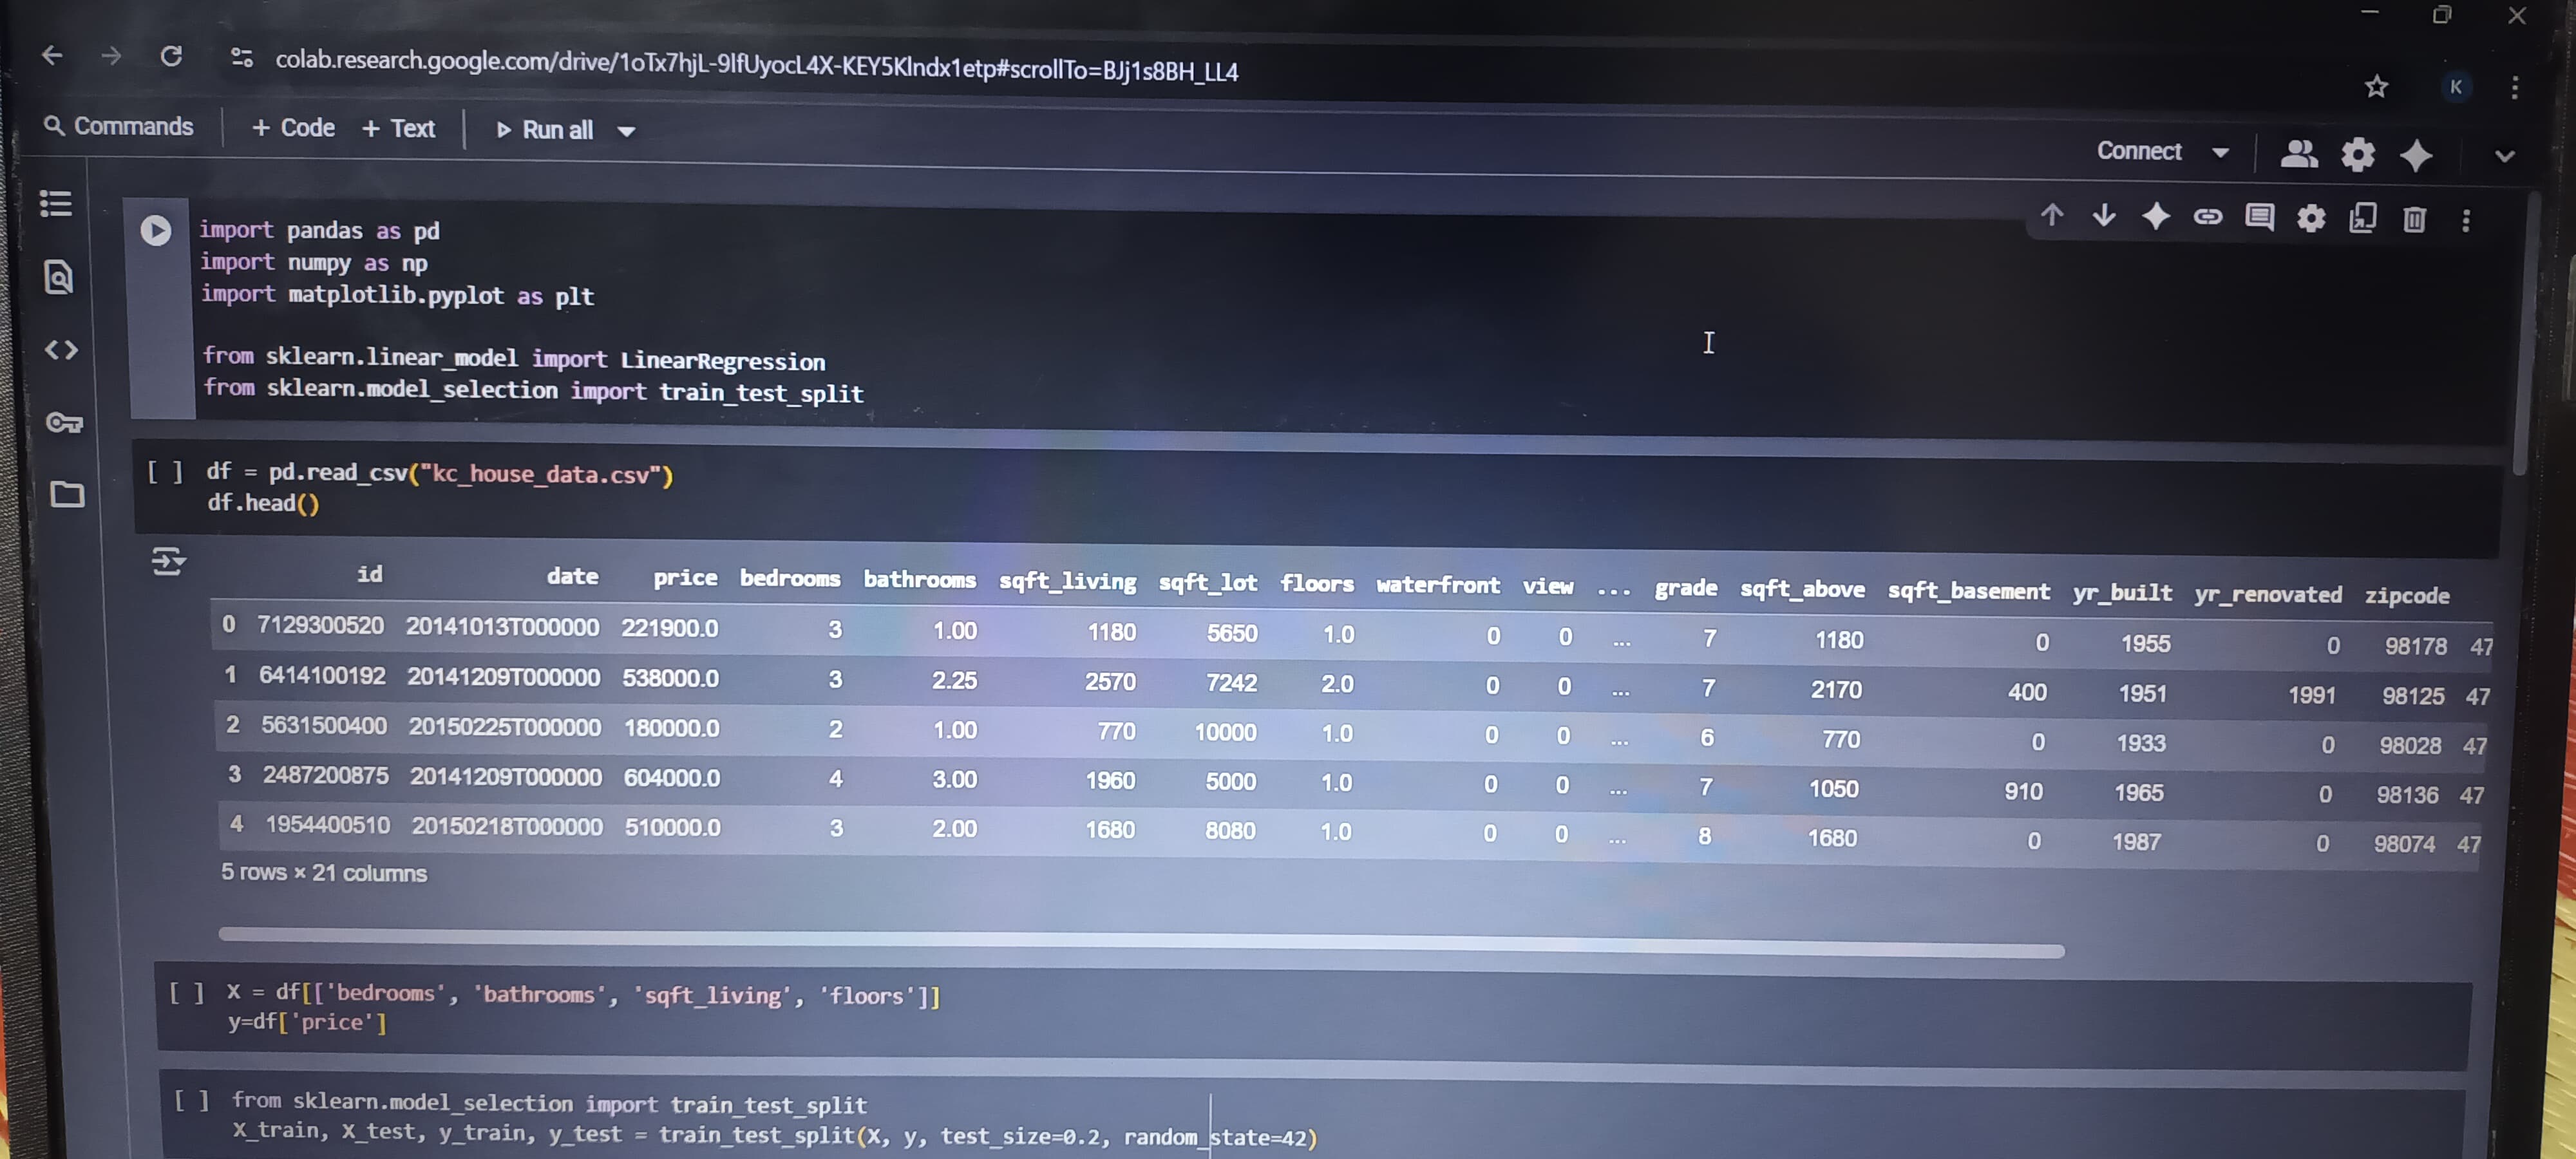 colab.research.google.com/drive/1oTx7hjL-9lfUyocL4X-KEY5Klndx1etp#scrollTo=BJj1s8BH_LL4
K
Commands + Code + Text Run all
Connect
import pandas as pd
import numpy as np
import matplotlib.pyplot as plt
from sklearn.linear_model import LinearRegression
from sklearn.model_selection import train_test_split
[ ] df = pd.read_csv("kc_house_data.csv")
df.head()
id date price bedrooms bathrooms sqft_living sqft_lot floors waterfront view ... grade sqft_above sqft_basement yr_built yr_renovated zipcode
0 7129300520 20141013T000000 221900.0 3 1.00 1180 5650 1.0 0 0 ... 7 1180 0 1955 0 98178 47
1 6414100192 20141209T000000 538000.0 3 2.25 2570 7242 2.0 0 0 ... 7 2170 400 1951 1991 98125 47
2 5631500400 20150225T000000 180000.0 2 1.00 770 10000 1.0 0 0 ... 6 770 0 1933 0 98028 47
3 2487200875 20141209T000000 604000.0 4 3.00 1960 5000 1.0 0 0 ... 7 1050 910 1965 0 98136 47
4 1954400510 20150218T000000 510000.0 3 2.00 1680 8080 1.0 0 0 ... 8 1680 0 1987 0 98074 47
5 rows × 21 columns
[ ] X = df[['bedrooms', 'bathrooms', 'sqft_living', 'floors']]
y=df['price']
[ ] from sklearn.model_selection import train_test_split
X_train, X_test, y_train, y_test = train_test_split(X, y, test_size=0.2, random_state=42)